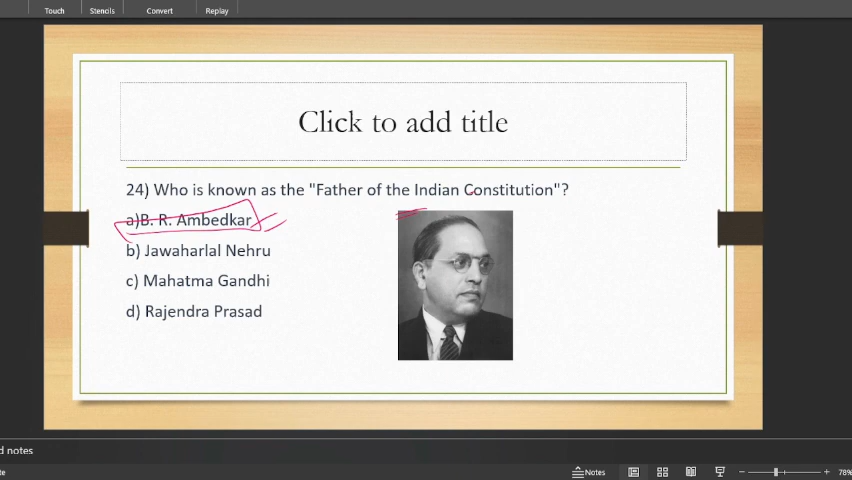 Touch Stencils Convert Replay
Click to add title
24) Who is known as the "Father of the Indian Constitution"?
a)B. R. Ambedkar
b) Jawaharlal Nehru
c) Mahatma Gandhi
d) Rajendra Prasad
d notes
te Notes 78%